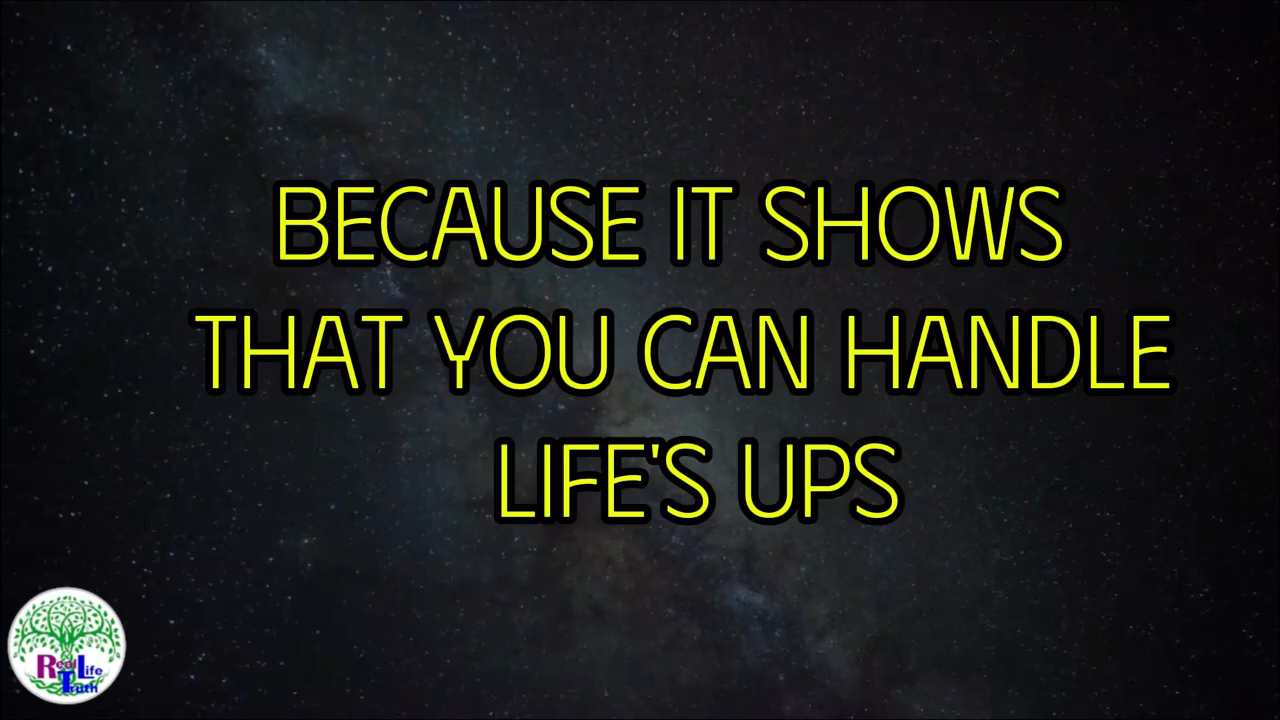 BECAUSE IT SHOWS
THAT YOU CAN HANDLE
LIFE'S UPS
Real Life
Truth